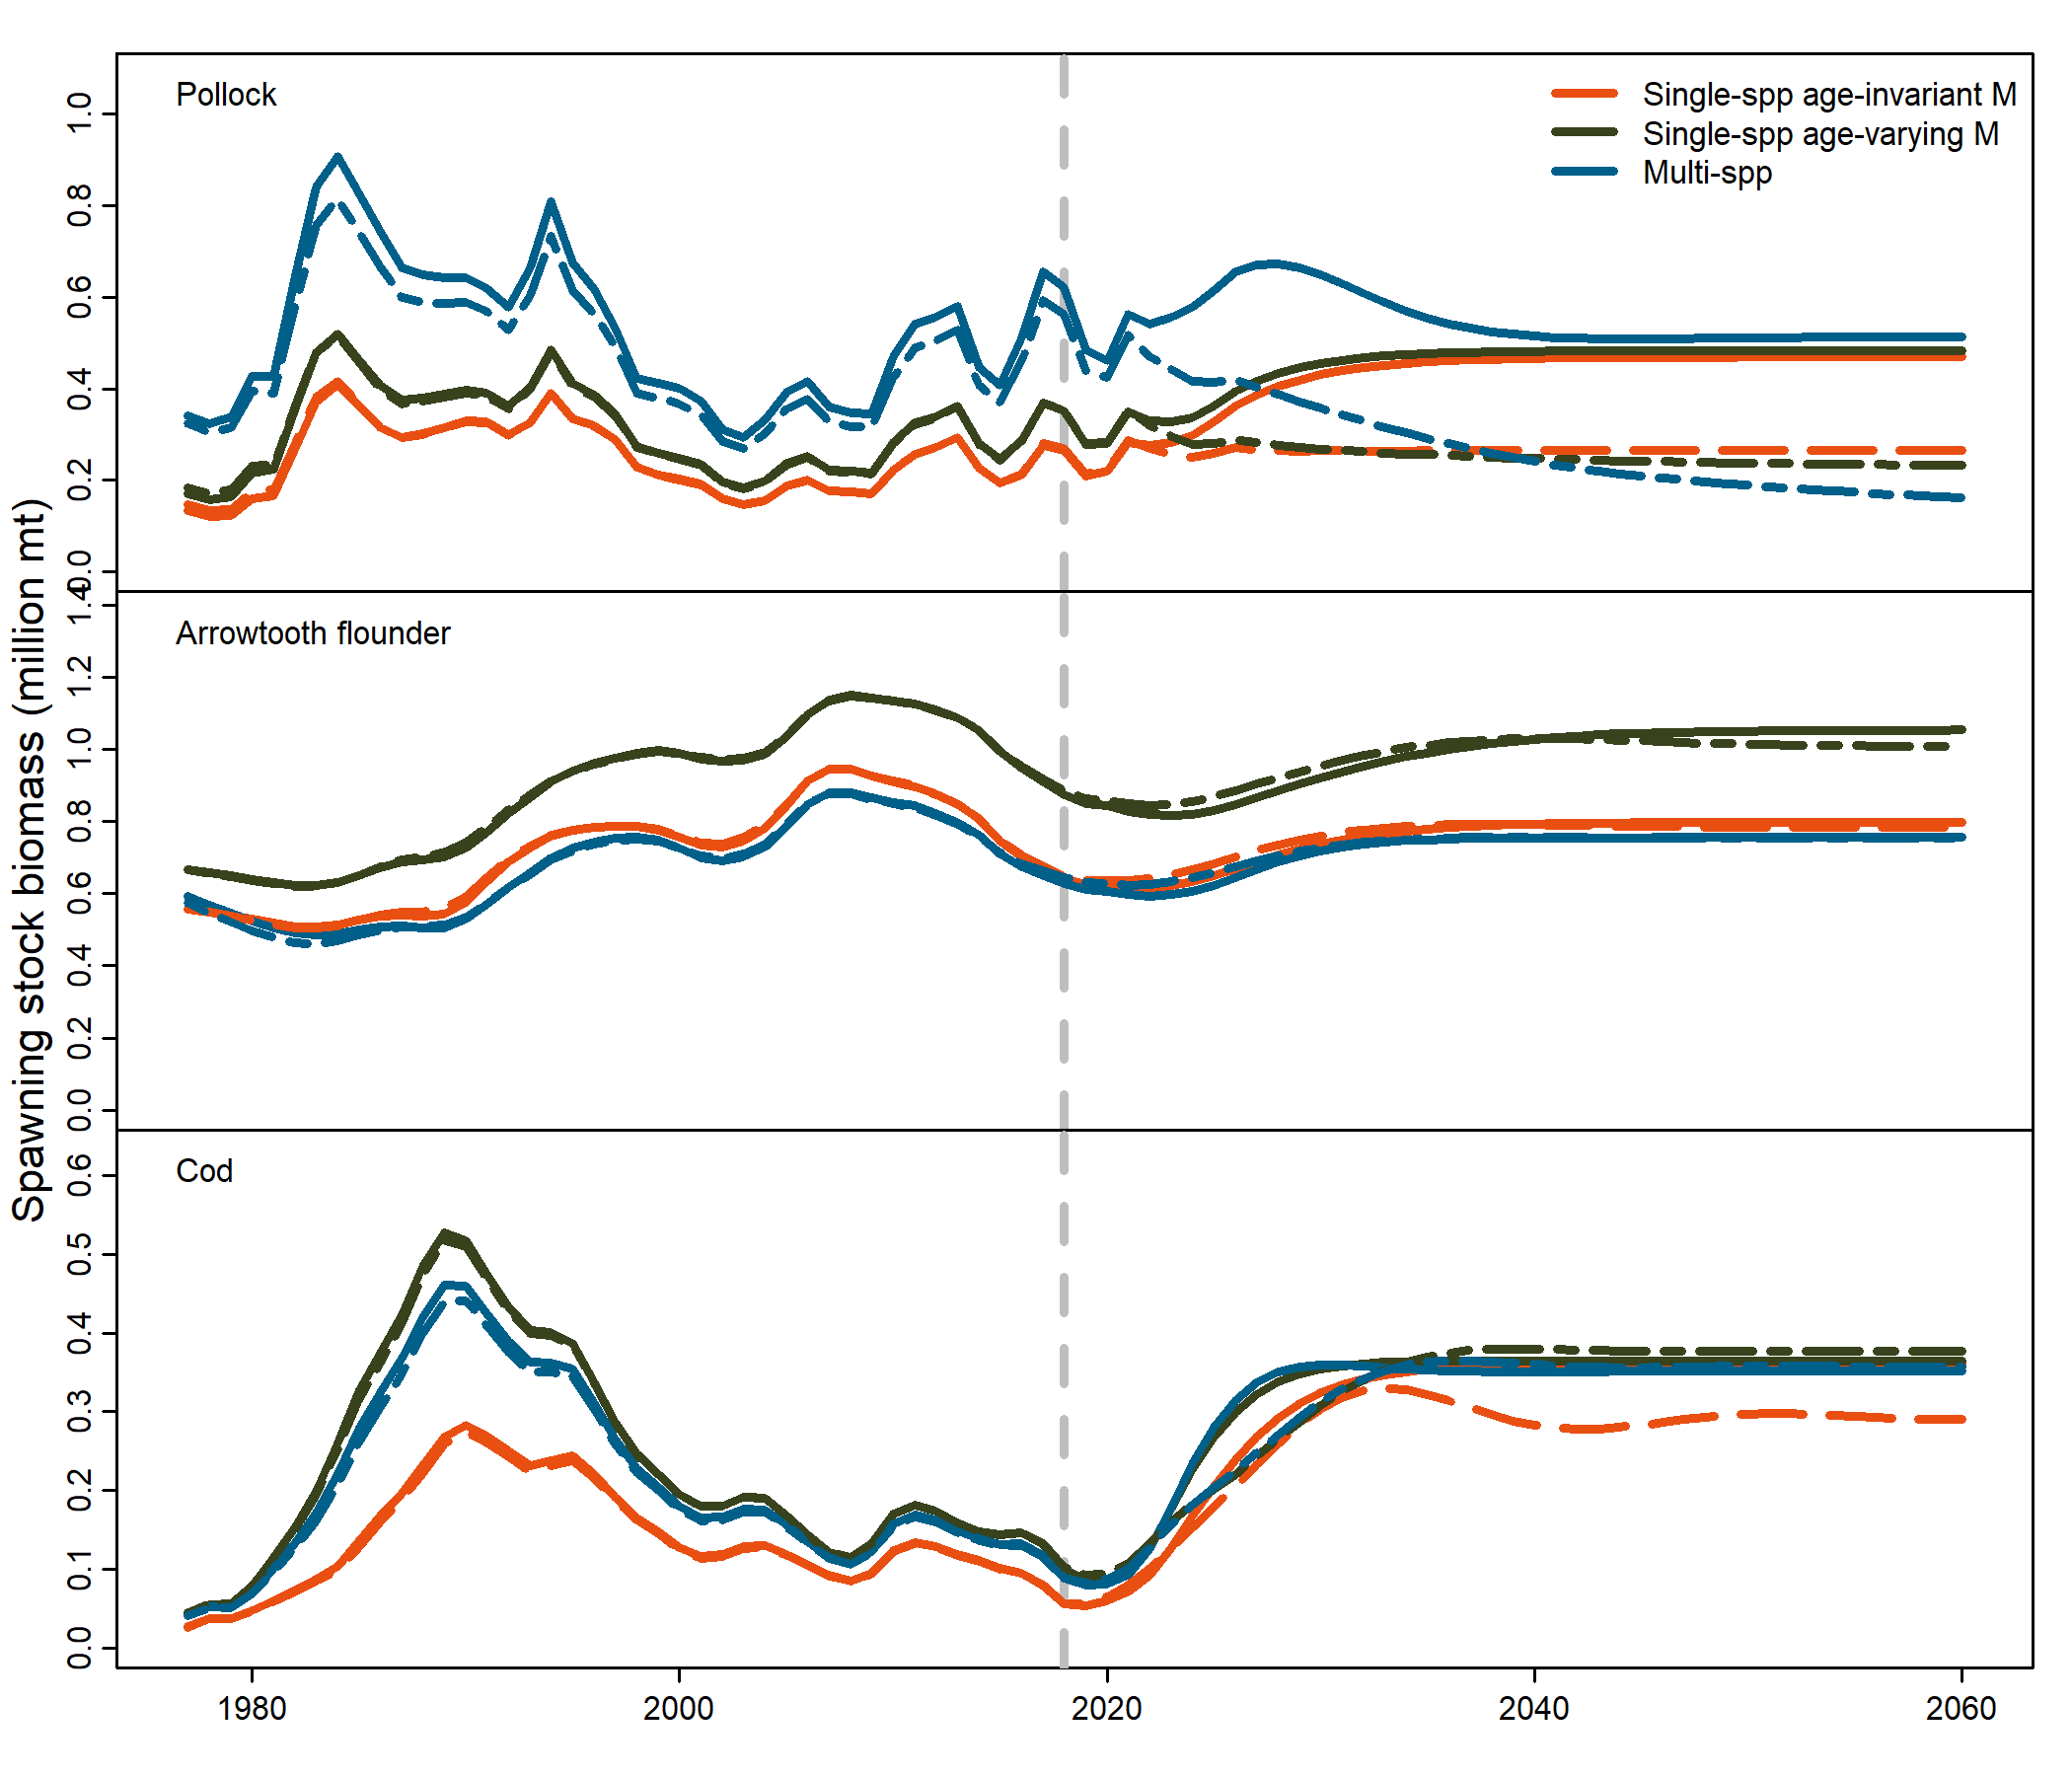 Spawning stock biomass (million mt)
Pollock
Single-spp age-invariant M
Single-spp age-varying M
Multi-spp
1.0
0.8
0.6
0.4
0.2
0.0
Arrowtooth flounder
1.4
1.2
1.0
0.8
0.6
0.4
0.2
0.0
Cod
0.6
0.5
0.4
0.3
0.2
0.1
0.0
1980 2000 2020 2040 2060